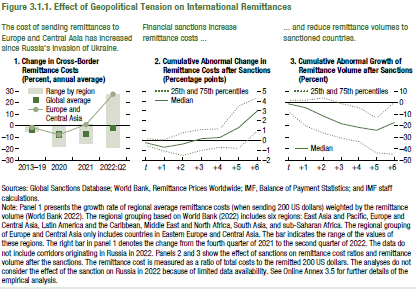 Figure 3.1.1. Effect of Geopolitical Tension on International Remittances
The cost of sending remittances to
Europe and Central Asia has increased
since Russia's invasion of Ukraine.
Financial sanctions increase
remittance costs ...
... and reduce remittance volumes to
sanctioned countries.
1. Change in Cross-Border
Remittance Costs
(Percent, annual average)
2. Cumulative Abnormal Change in
Remittance Costs after Sanctions
(Percentage points)
3. Cumulative Abnormal Growth of
Remittance Volume after Sanctions
(Percent)
Range by region
Global average
Europe and
Central Asia
30
20
10
0
–10
–20
–30
2013–19 2020 2021 2022:Q2
25th and 75th percentiles
Median
5
4
3
2
1
0
–1
–2
t +1 +2 +3 +4 +5 +6
25th and 75th percentiles
Median
10
0
–10
–20
–30
–40
–50
t +1 +2 +3 +4 +5 +6
Sources: Global Sanctions Database; World Bank, Remittance Prices Worldwide; IMF, Balance of Payment Statistics; and IMF staff
calculations.
Note: Panel 1 presents the growth rates of regional average remittance costs (when sending 200 US dollars) weighted by the remittance
volume (World Bank 2022). The regional grouping based on World Bank (2022) includes six regions: East Asia and Pacific, Europe and
Central Asia, Latin America and the Caribbean, Middle East and North Africa, South Asia, and sub-Saharan Africa. The regional grouping
of Europe and Central Asia only includes countries in Eastern Europe and Central Asia. The bar indicates the range of the values of
these regions. The right bar in panel 1 denotes the change from the fourth quarter of 2021 to the second quarter of 2022. The data do
not include corridors originating in Russia in 2022. Panels 2 and 3 show the effect of sanctions on remittance cost ratios and remittance
volume after the sanctions. The remittance cost is measured as a ratio of total costs to the remitted 200 US dollars. The analyses do not
consider the effect of the sanction on Russia in 2022 because of limited data availability. See Online Annex 3.5 for further details of the
empirical analysis.